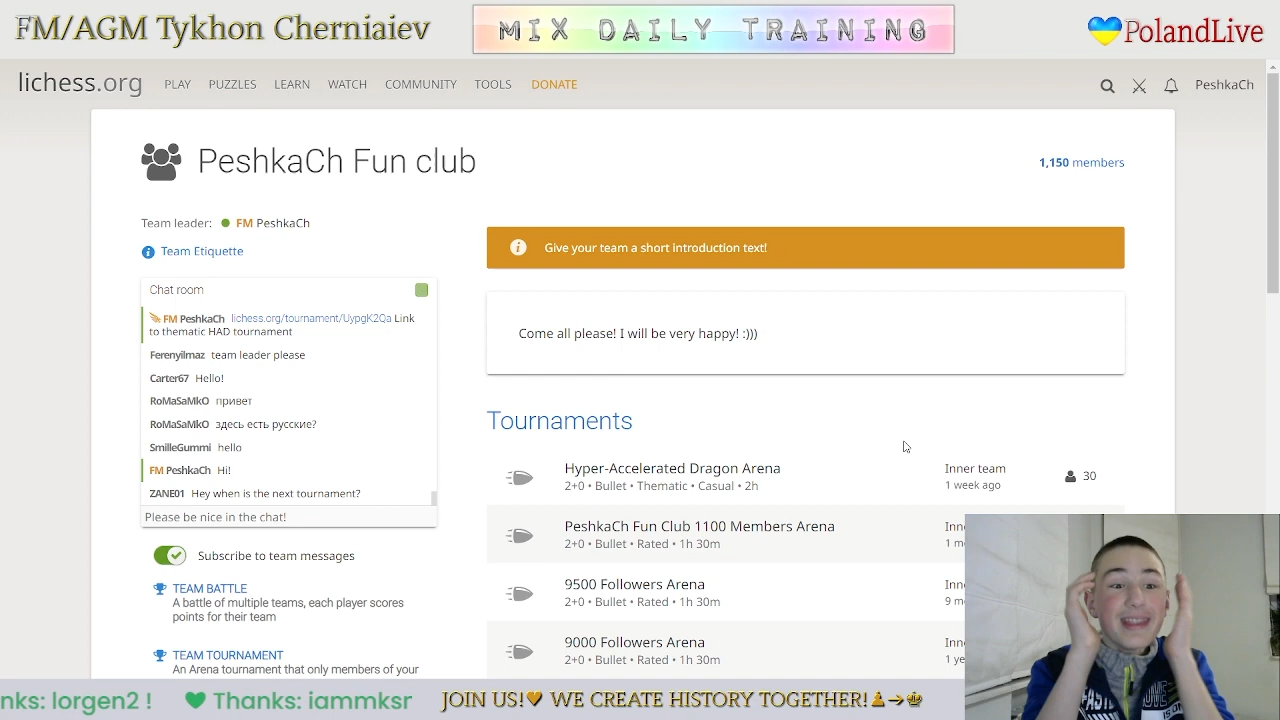 FM/AGM Tykhon Cherniaiev
MIX DAILY TRAINING
PolandLive
lichess.org PLAY PUZZLES LEARN WATCH COMMUNITY TOOLS DONATE PeshkaCh
PeshkaCh Fun club
1,150 members
Team leader: FM PeshkaCh
Team Etiquette
Chat room
FM PeshkaCh lichess.org/tournament/UypgK2Qa Link
to thematic HAD tournament
Ferenyilmaz team leader please
Carter67 Hello!
RoMaSaMkO привет
RoMaSaMkO здесь есть русские?
SmilleGummi hello
FM PeshkaCh Hi!
ZANE01 Hey when is the next tournament?
Please be nice in the chat!
Subscribe to team messages
TEAM BATTLE
A battle of multiple teams, each player scores
points for their team
TEAM TOURNAMENT
An Arena tournament that only members of your
Give your team a short introduction text!
Come all please! I will be very happy! :)))
Tournaments
Hyper-Accelerated Dragon Arena
2+0 • Bullet • Thematic • Casual • 2h
Inner team
1 week ago
30
PeshkaCh Fun Club 1100 Members Arena
2+0 • Bullet • Rated • 1h 30m
9500 Followers Arena
2+0 • Bullet • Rated • 1h 30m
9000 Followers Arena
2+0 • Bullet • Rated • 1h 30m
nks: lorgen2 ! Thanks: iammksr
JOIN US!🧡 WE CREATE HISTORY TOGETHER!♟→♚